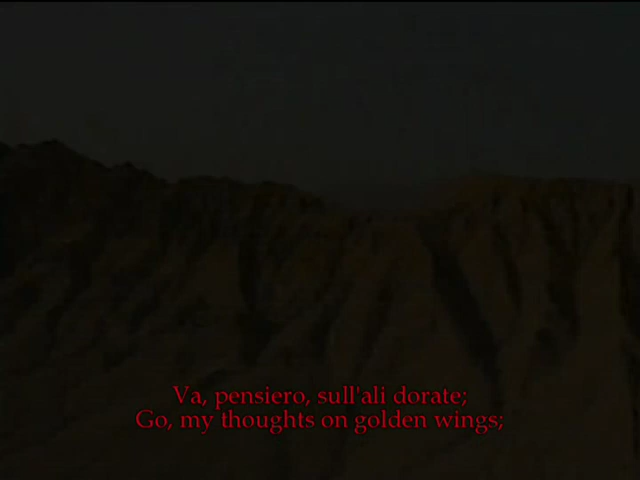 Va, pensiero, sull'ali dorate;
Go, my thoughts on golden wings;